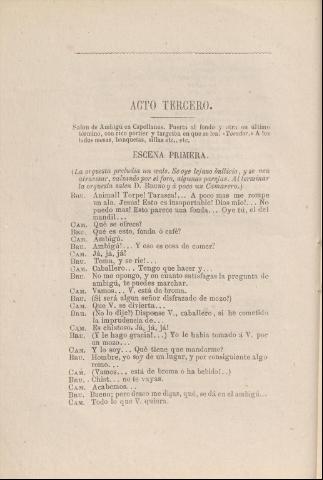 ACTO TERCERO.
Salon de Ambigú en Capellanes. Puerta al fondo y otra en último
término, con rico portier y targeton en que se lea: «Tocador.» A los
lados mesas, banquetas, sillas etc., etc.
ESCENA PRIMERA.
(La orquesta preludia un wals. Se oye lejano bullicio, y se ven
atravesar, valsando por el foro, algunas parejas. Al terminar
la orquesta salen D. BRUNO y á poco un Camarero.)
BRU. Animal! Torpe! Tarasca!... A poco mas me rompe
un ala. Jesús! Esto es insoportable! Dios mio!... No
puedo mas! Esto parece una fonda... Oye tú, el del
mandil...
CAM. Qué se ofrece?
BRU. Qué es esto, fonda ó café?
CAM. Ambigú.
BRU. Ambigú?... Y eso es cosa de comer?
CAM. Já, já, já!
BRU. Toma, y se rie!...
CAM. Caballero... Tengo que hacer y...
BRU. No me opongo, y en cuanto satisfagas la pregunta de
ambigú, te puedes marchar.
CAM. Vamos... V. está de broma.
BRU. (Si será algun señor disfrazado de mozo?)
CAM. Que V. se divierta...
BRU. (No lo dije?) Dispense V., caballero, si he cometido
la imprudencia de...
CAM. Es chistoso. Já, já, já!
BRU. (Y le hago gracia!...) Yo le habia tomado á V. por
un mozo...
CAM. Y lo soy... Qué tiene que mandarme?
BRU. Hombre, yo soy de un lugar, y por consiguiente algo
romo...
CAM. (Vamos... está de broma ó ha bebido!..)
BRU. Chist... no te vayas.
CAM. Acabemos...
BRU. Bueno; pero deseo me digas, qué, se dá en el ambigú...
CAM. Todo lo que V. quiera.